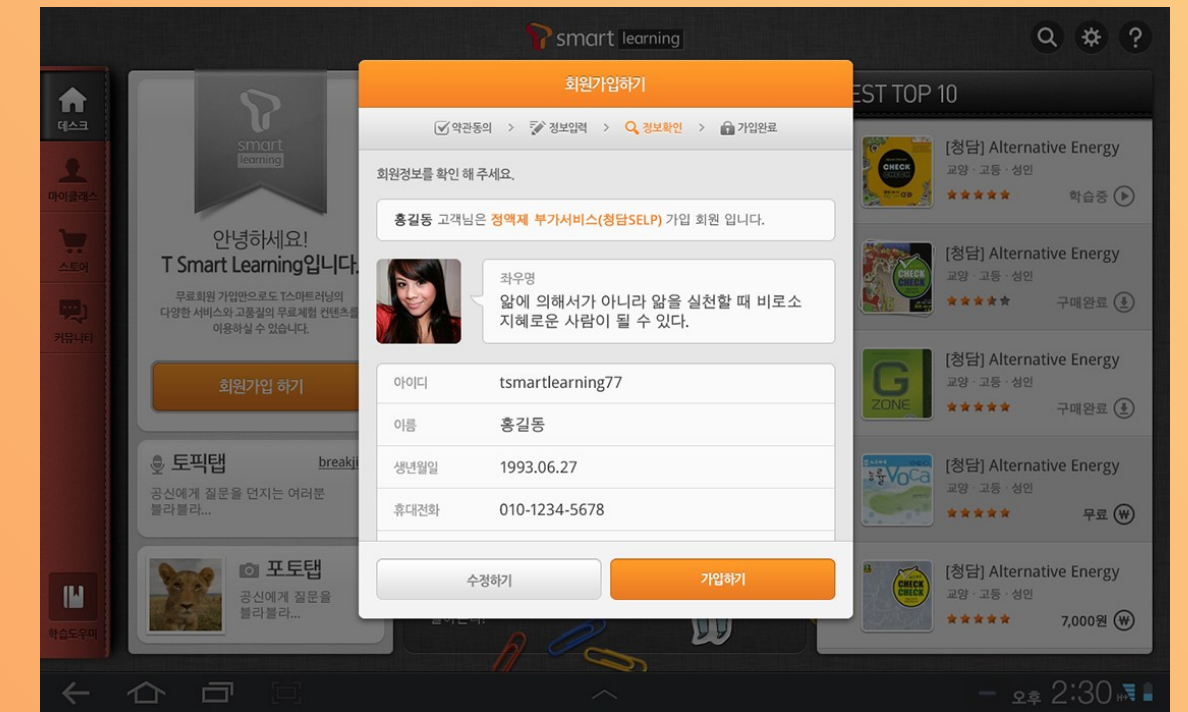 smart learning
데스크
마이클래스
스토어
커뮤니티
학습도우미
smart
learning
안녕하세요!
T Smart Learning입니다.
무료회원 가입만으로도 T스마트러닝의
다양한 서비스와 고품질의 무료체험 컨텐츠를
이용하실 수 있습니다.
회원가입 하기
토픽탭 breakji
공신에게 질문을 던지는 여러분
블라블라...
포토탭
공신에게 질문을
블라블라...
회원가입하기
약관동의 > 정보입력 > 정보확인 > 가입완료
회원정보를 확인 해 주세요.
홍길동 고객님은 정액제 부가서비스(청담SELP) 가입 회원 입니다.
좌우명
앎에 의해서가 아니라 앎을 실천할 때 비로소
지혜로운 사람이 될 수 있다.
아이디 tsmartlearning77
이름 홍길동
생년월일 1993.06.27
휴대전화 010-1234-5678
수정하기 가입하기
EST TOP 10
CHECK
CHECK
[청담] Alternative Energy
교양 · 고등 · 성인
학습중
CHECK
[청담] Alternative Energy
교양 · 고등 · 성인
구매완료
G
ZONE
[청담] Alternative Energy
교양 · 고등 · 성인
구매완료
Voca
[청담] Alternative Energy
교양 · 고등 · 성인
무료
CHECK
CHECK
[청담] Alternative Energy
교양 · 고등 · 성인
7,000원
오후 2:30